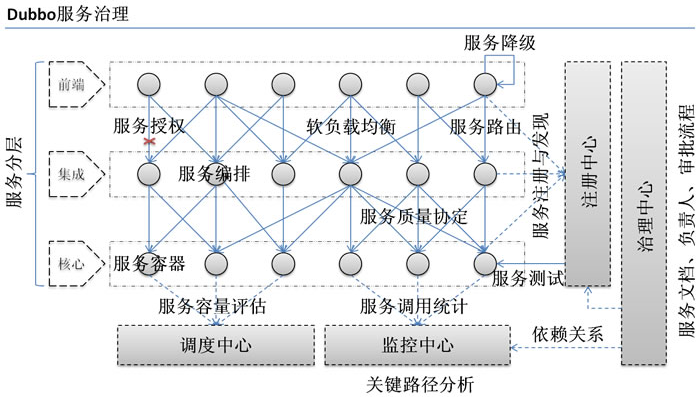 Dubbo服务治理
服务降级
前端
服务授权
软负载均衡
服务路由
服务分层
集成
服务编排
服务注册与发现
注册中心
治理中心
服务文档、负责人、审批流程
服务质量协定
核心
服务容器
服务测试
服务容量评估
服务调用统计
调度中心
监控中心
依赖关系
关键路径分析